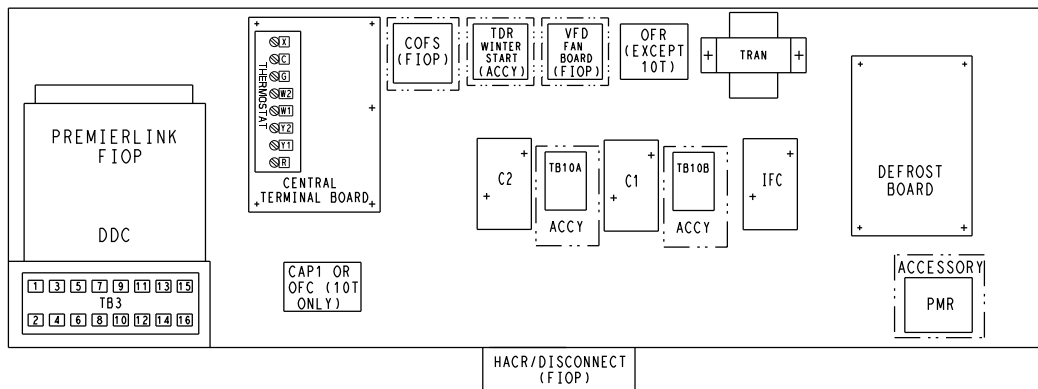 PREMIERLINK
FIOP
DDC
1 3 5 7 9 11 13 15
TB3
2 4 6 8 10 12 14 16
THERMOSTAT
X
C
G
W2
W1
Y2
Y1
R
CENTRAL
TERMINAL BOARD
CAP1 OR
OFC (10T
ONLY)
COFS
(FIOP)
TDR
WINTER
START
(ACCY)
VFD
FAN
BOARD
(FIOP)
OFR
(EXCEPT
10T)
TRAN
C2
TB10A
ACCY
C1
TB10B
ACCY
IFC
DEFROST
BOARD
ACCESSORY
PMR
HACR/DISCONNECT
(FIOP)